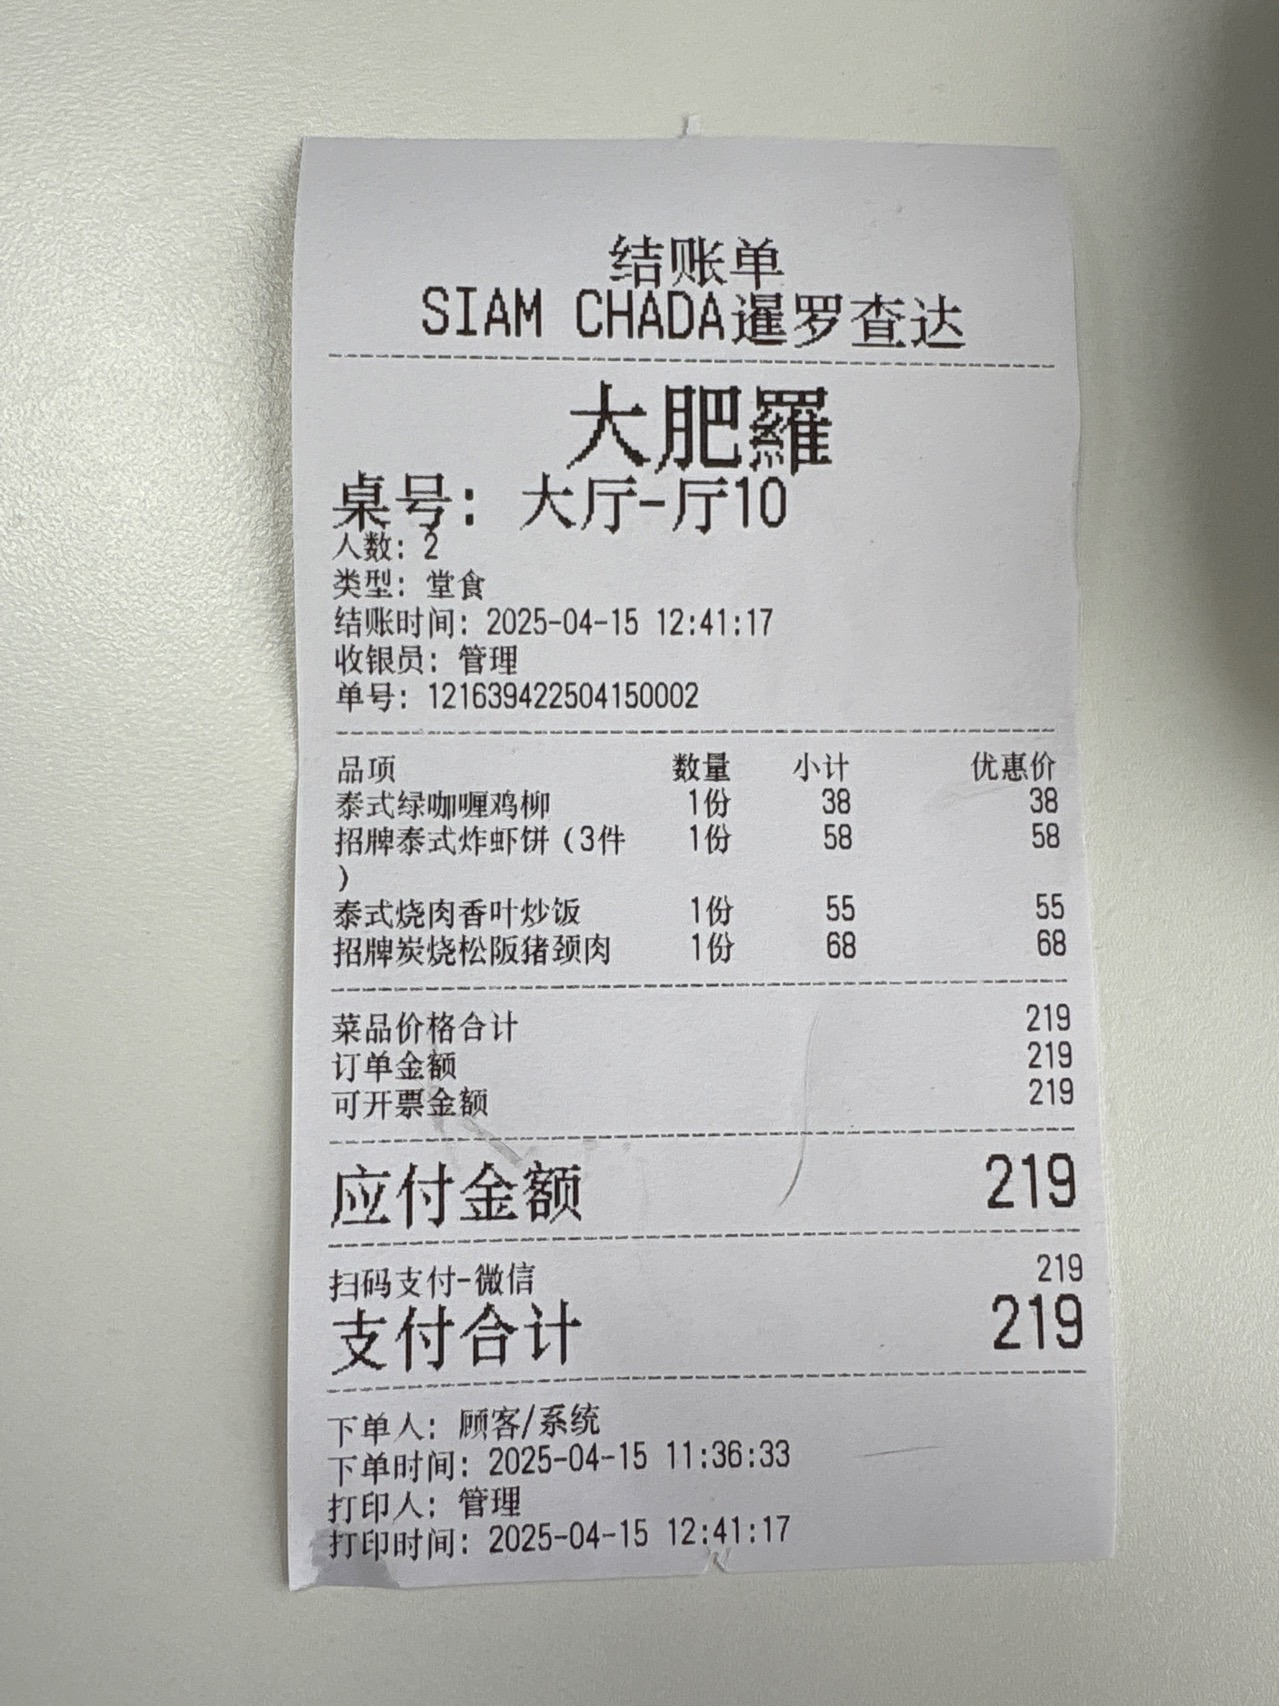 结账单
SIAM CHADA暹罗查达
大肥羅
桌号: 大厅-厅10
人数: 2
类型: 堂食
结账时间: 2025-04-15 12:41:17
收银员: 管理
单号: 121639422504150002
品项 数量 小计 优惠价
泰式绿咖喱鸡柳 1份 38 38
招牌泰式炸虾饼(3件 1份 58 58
)
泰式烧肉香叶炒饭 1份 55 55
招牌炭烧松阪猪颈肉 1份 68 68
菜品价格合计 219
订单金额 219
可开票金额 219
应付金额 219
扫码支付-微信 219
支付合计 219
下单人: 顾客/系统
下单时间: 2025-04-15 11:36:33
打印人: 管理
打印时间: 2025-04-15 12:41:17